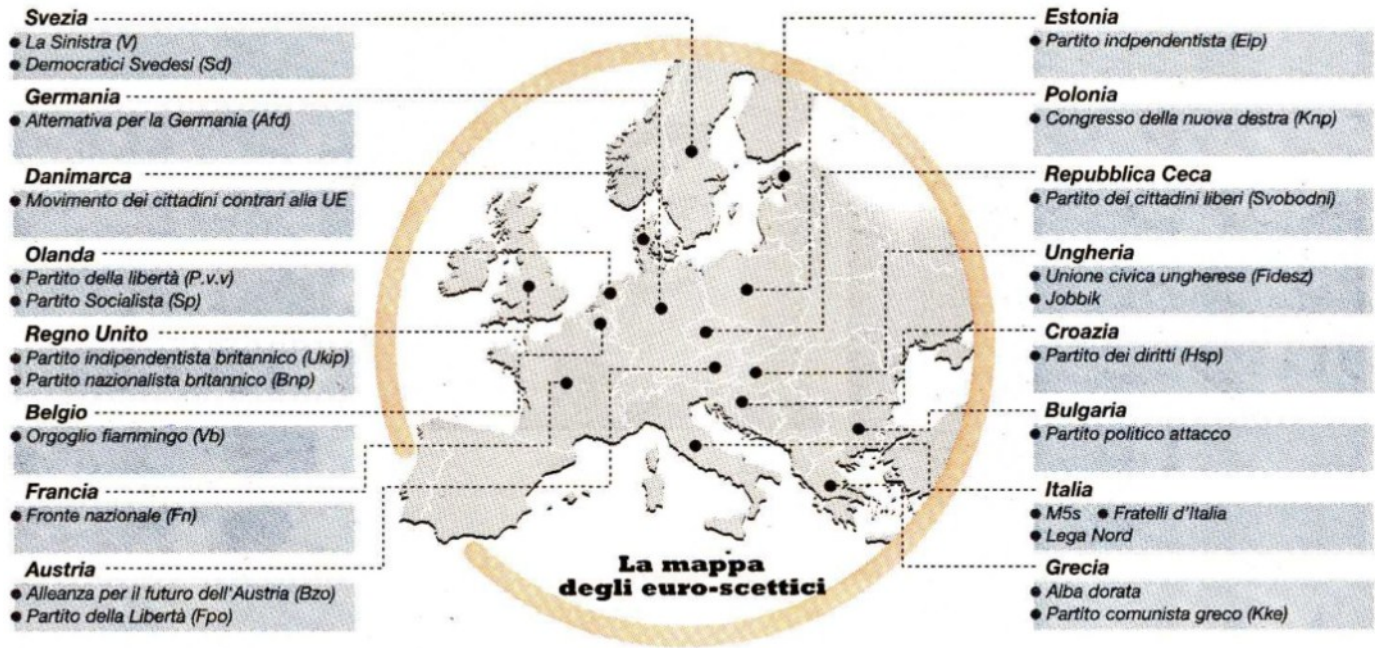 Svezia
La Sinistra (V)
Democratici Svedesi (Sd)
Germania
Alternativa per la Germania (Afd)
Danimarca
Movimento dei cittadini contrari alla UE
Olanda
Partito della libertà (P.v.v)
Partito Socialista (Sp)
Regno Unito
Partito indipendentista britannico (Ukip)
Partito nazionalista britannico (Bnp)
Belgio
Orgoglio fiammingo (Vb)
Francia
Fronte nazionale (Fn)
Austria
Alleanza per il futuro dell'Austria (Bzo)
Partito della Libertà (Fpo)
La mappa
degli euro-scettici
Estonia
Partito indpendentista (Eip)
Polonia
Congresso della nuova destra (Knp)
Repubblica Ceca
Partito dei cittadini liberi (Svobodni)
Ungheria
Unione civica ungherese (Fidesz)
Jobbik
Croazia
Partito dei diritti (Hsp)
Bulgaria
Partito politico attacco
Italia
M5s Fratelli d'Italia
Lega Nord
Grecia
Alba dorata
Partito comunista greco (Kke)